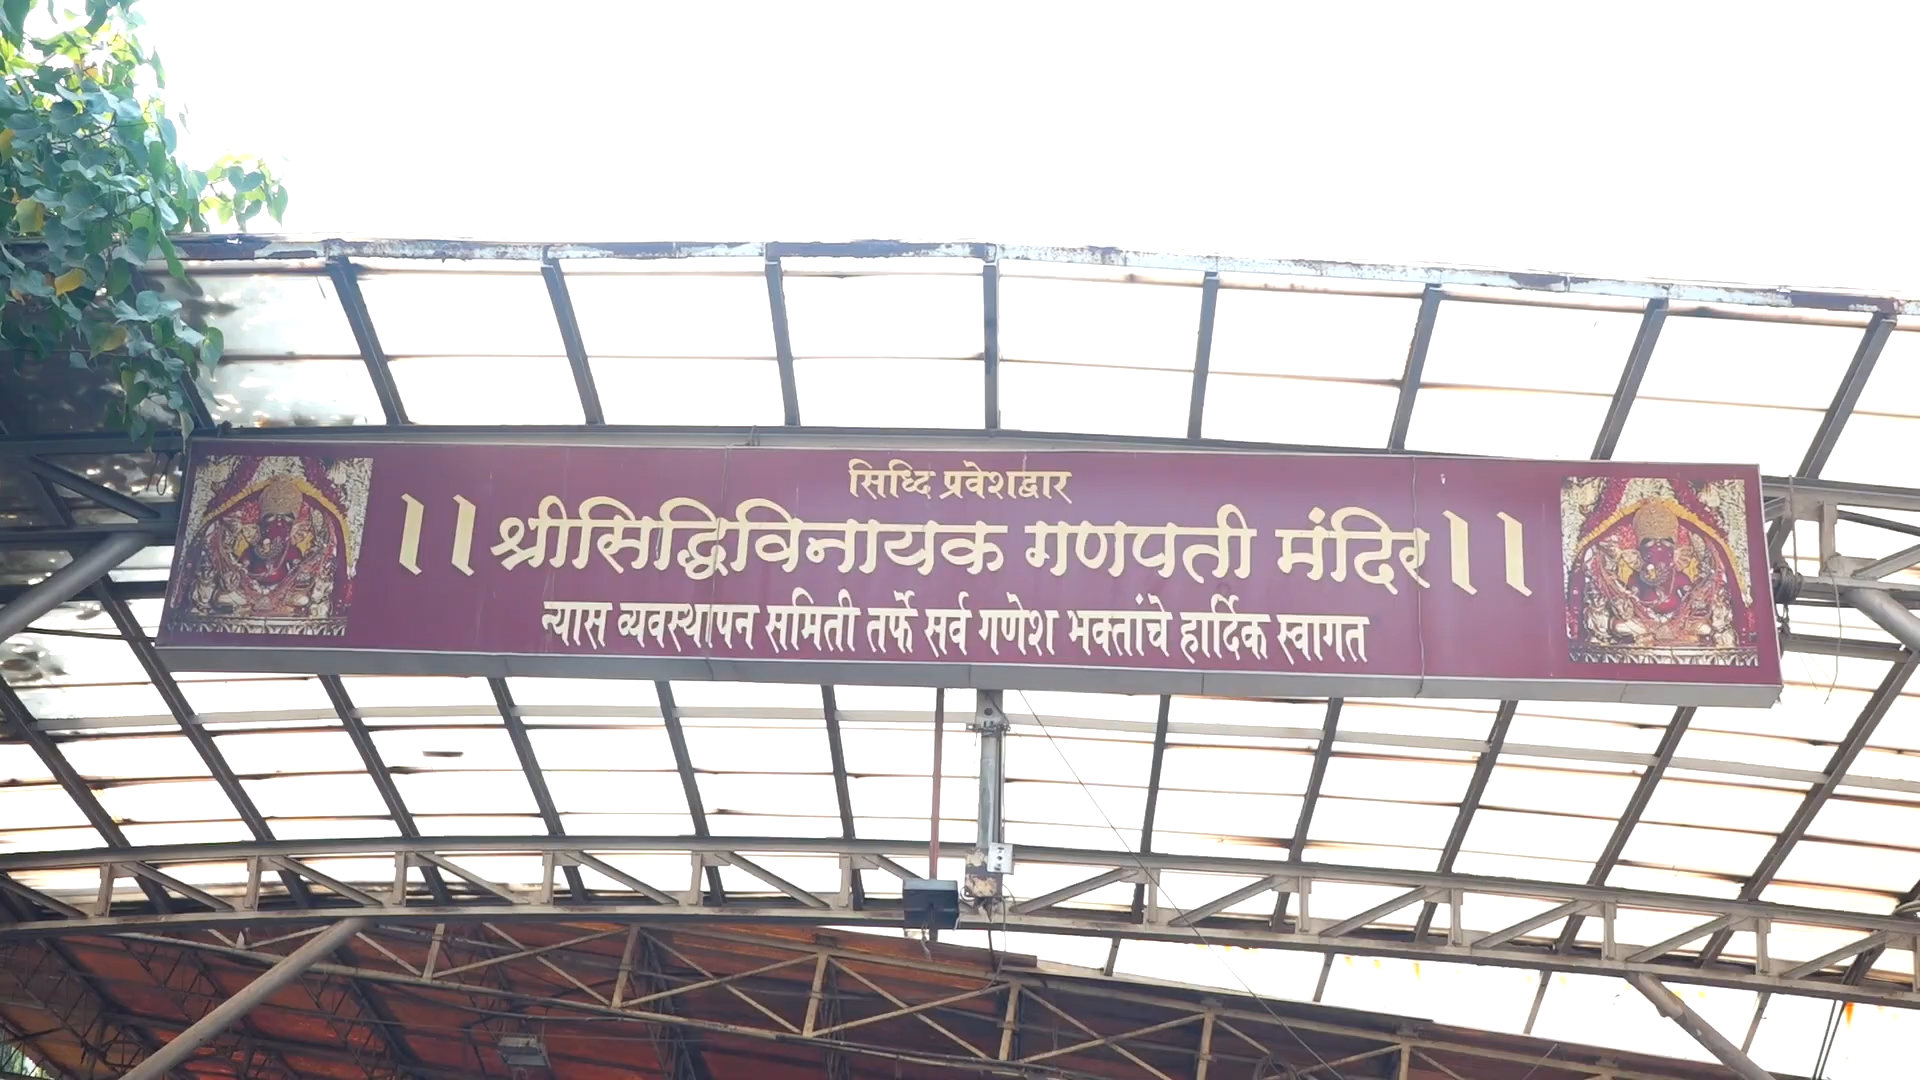 सिध्दि प्रवेशद्वार
।।श्रीसिद्धिविनायक गणपती मंदिर।।
न्यास व्यवस्थापन समिती तर्फे सर्व गणेश भक्तांचे हार्दिक स्वागत